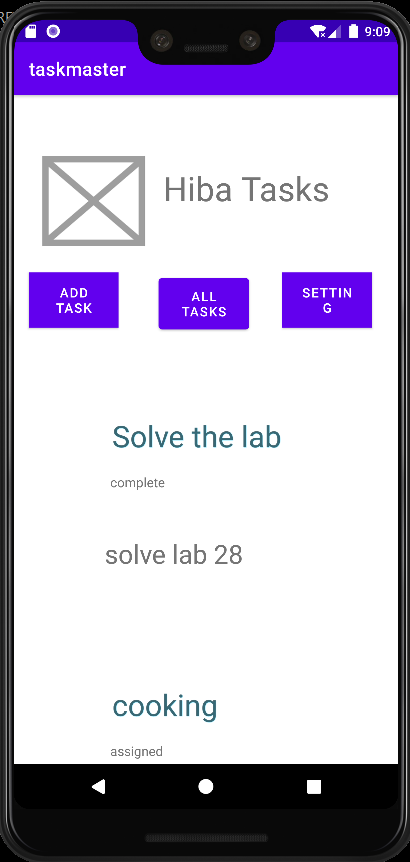 9:09
taskmaster
Hiba Tasks
ADD
TASK
ALL
TASKS
SETTIN
G
Solve the lab
complete
solve lab 28
cooking
assigned